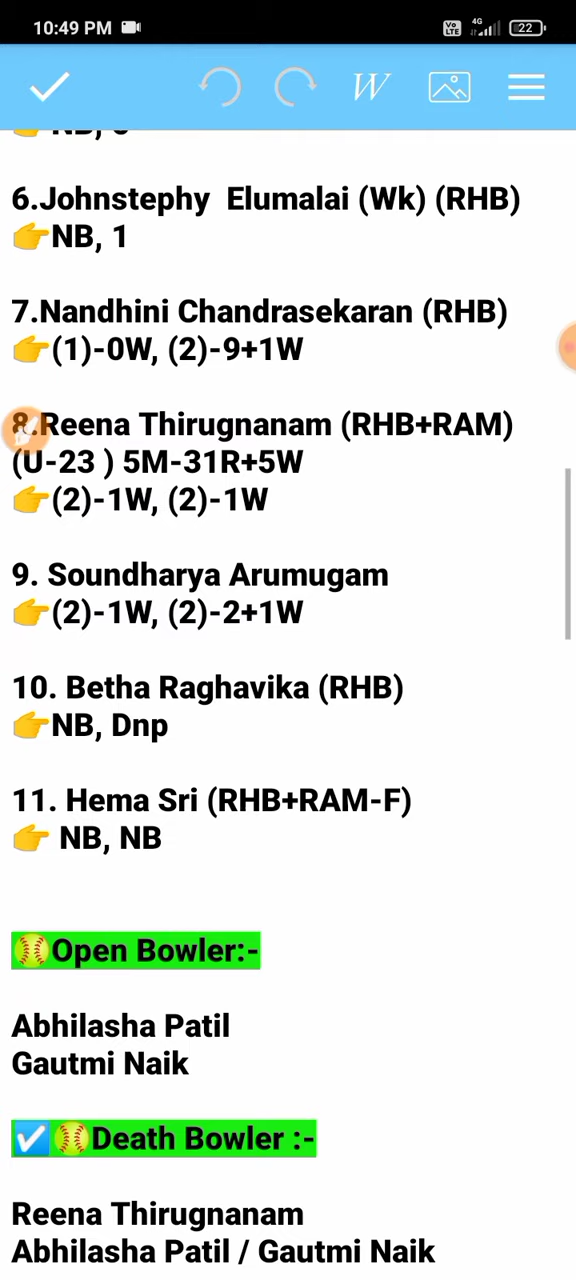 10:49 PM Vo LTE 4G 22
W
6.Johnstephy Elumalai (Wk) (RHB)
👉NB, 1
7.Nandhini Chandrasekaran (RHB)
👉(1)-0W, (2)-9+1W
8.Reena Thirugnanam (RHB+RAM)
(U-23 ) 5M-31R+5W
👉(2)-1W, (2)-1W
9. Soundharya Arumugam
👉(2)-1W, (2)-2+1W
10. Betha Raghavika (RHB)
👉NB, Dnp
11. Hema Sri (RHB+RAM-F)
👉 NB, NB
🥎Open Bowler:-
Abhilasha Patil
Gautmi Naik
☑️🥎Death Bowler :-
Reena Thirugnanam
Abhilasha Patil / Gautmi Naik